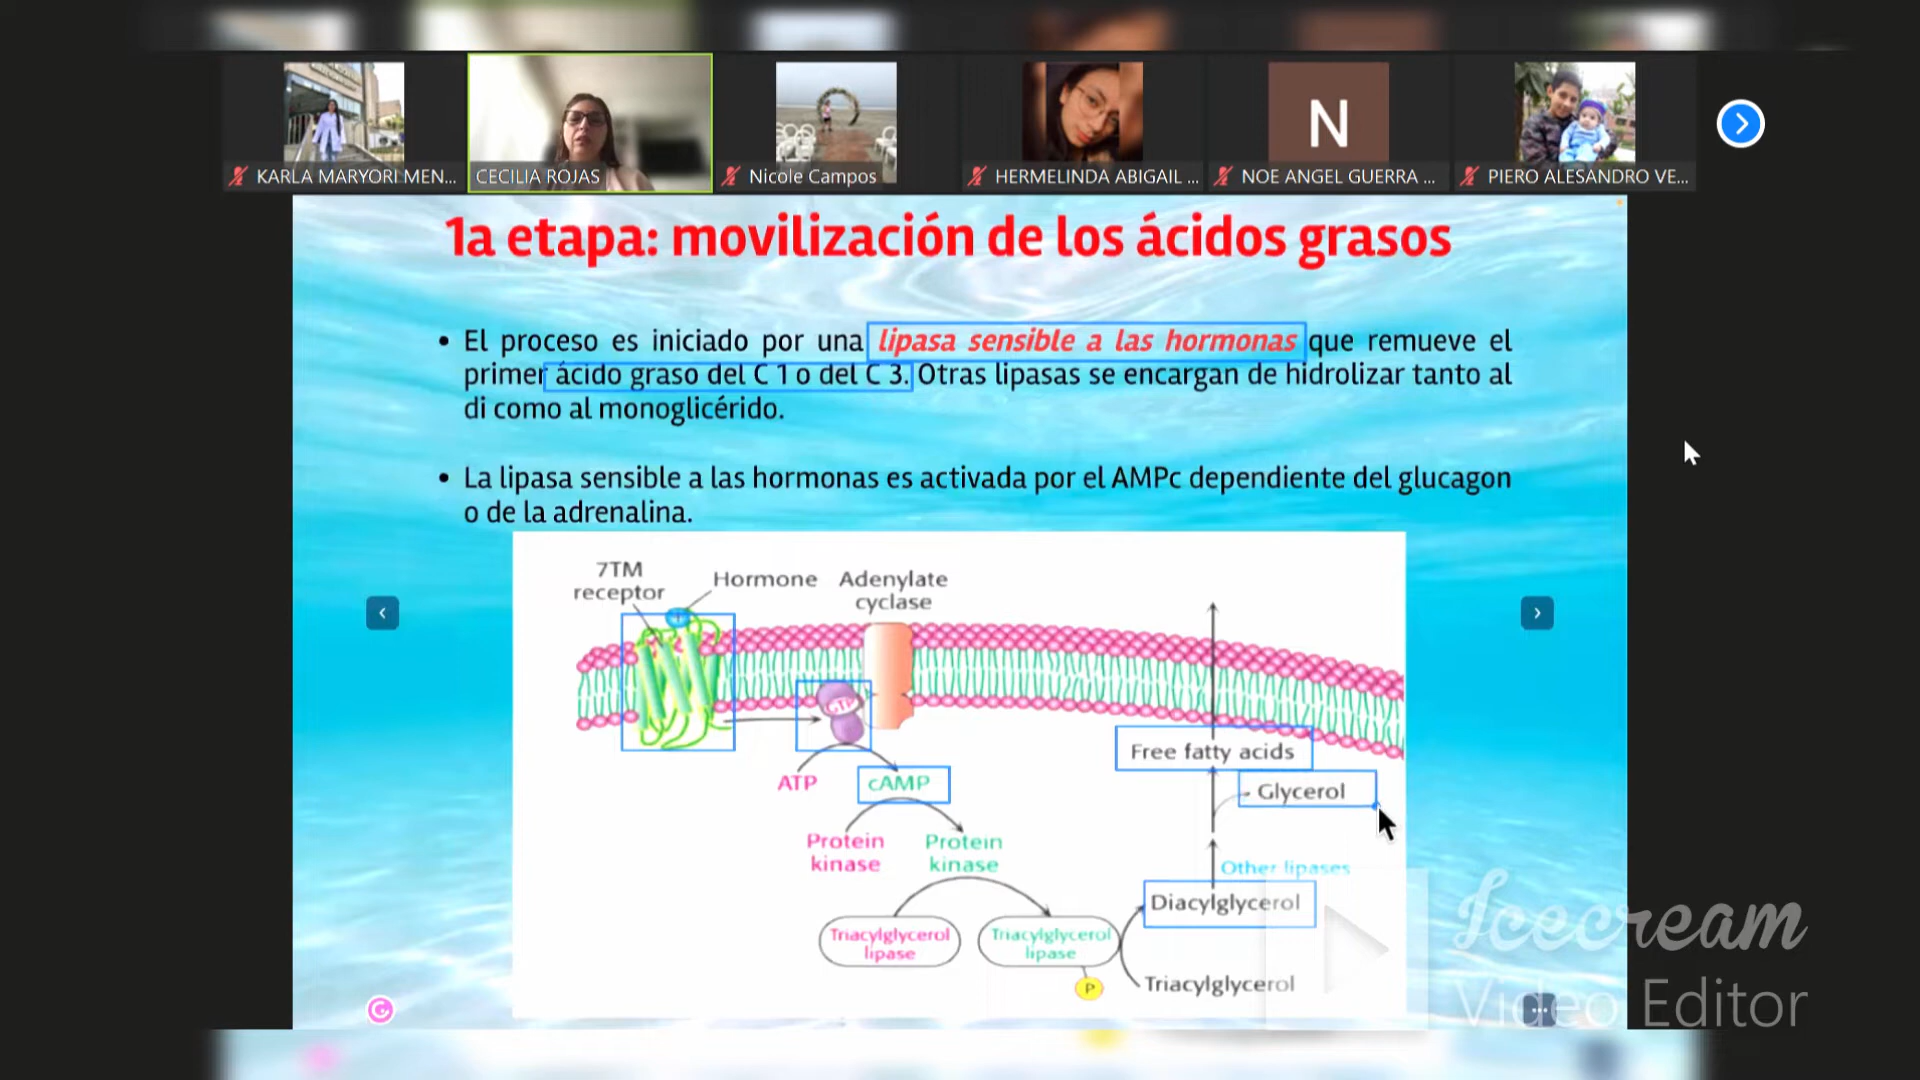 KARLA MARYORI MEN...
CECILIA ROJAS
Nicole Campos
HERMELINDA ABIGAIL ...
N
NOE ANGEL GUERRA ...
PIERO ALESANDRO VE...
1a etapa: movilización de los ácidos grasos
• El proceso es iniciado por una lipasa sensible a las hormonas que remueve el
primer ácido graso del C 1 o del C 3. Otras lipasas se encargan de hidrolizar tanto al
di como al monoglicérido.
• La lipasa sensible a las hormonas es activada por el AMPc dependiente del glucagon
o de la adrenalina.
7TM
receptor
Hormone
Adenylate
cyclase
GTP
ATP
cAMP
Free fatty acids
Glycerol
Protein
kinase
Protein
kinase
Other lipases
Diacylglycerol
Triacylglycerol
lipase
Triacylglycerol
lipase
P
Triacylglycerol
Icecream
Video Editor